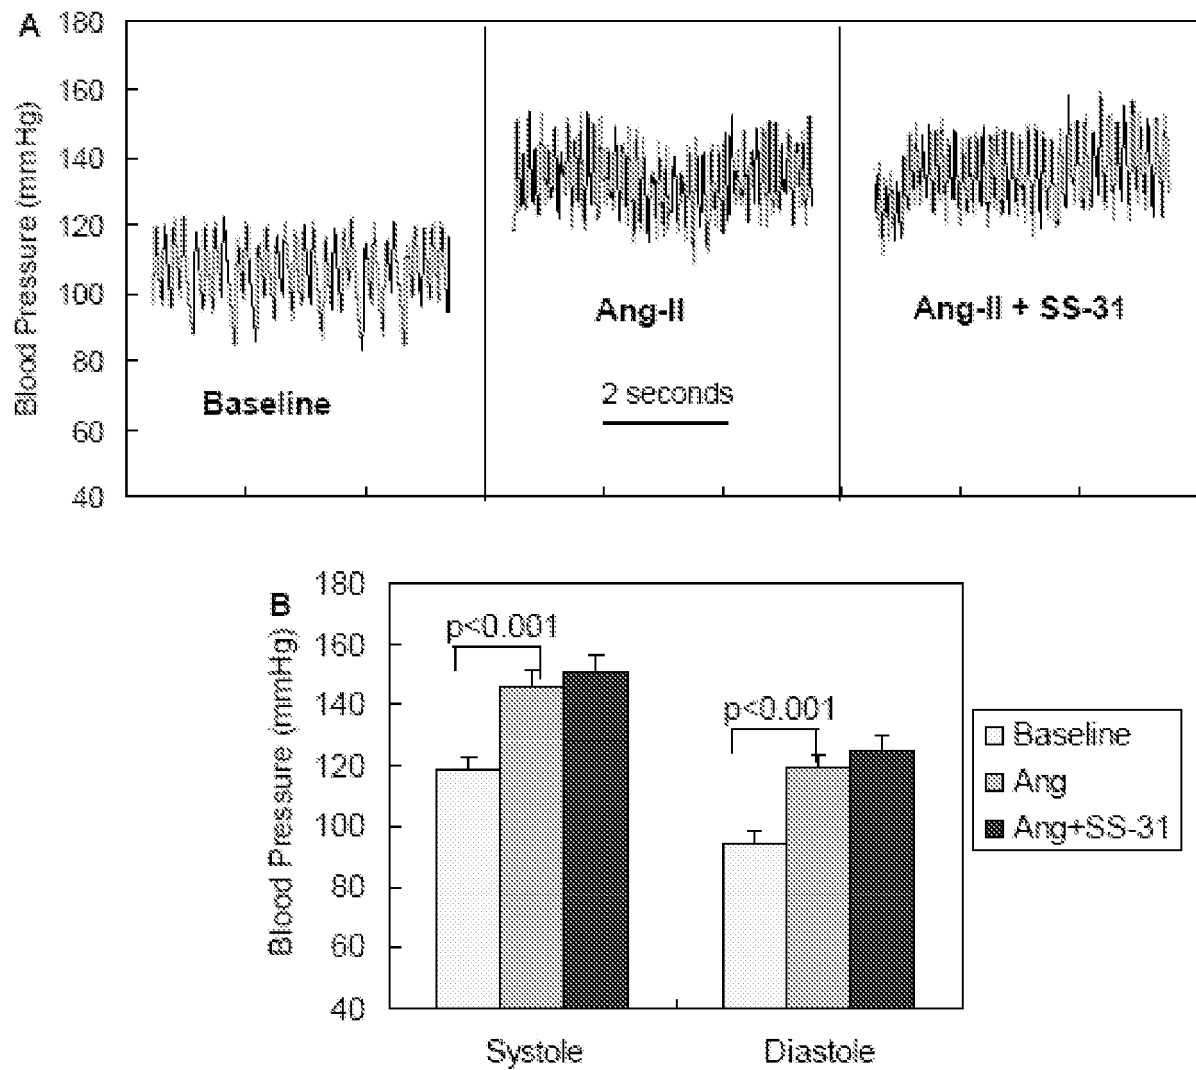 A
Blood Pressure (mmHg)
180
160
140
120
100
80
60
40
Baseline
Ang-II
2 seconds
Ang-II + SS-31
B
Blood Pressure (mmHg)
180
160
140
120
100
80
60
40
p<0.001
p<0.001
Systole
Diastole
Baseline
Ang
Ang+SS-31